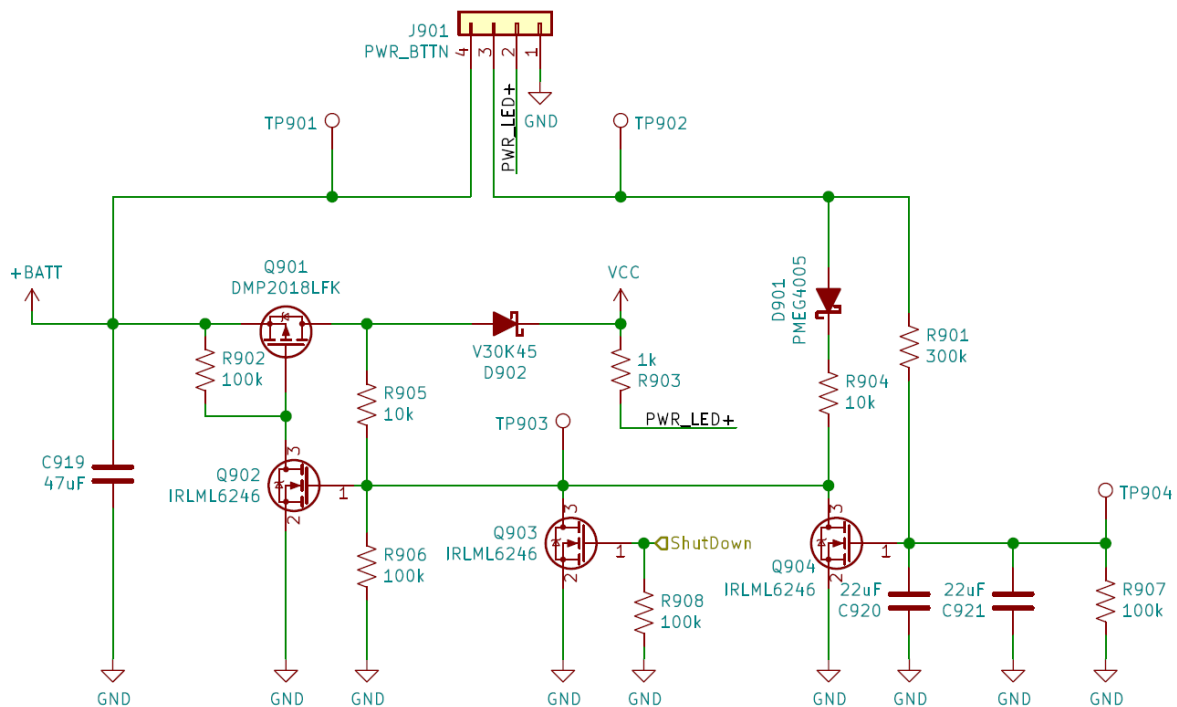 J901
PWR_BTTN
4
3
2
1
PWR_LED+
GND
TP901
TP902
+BATT
Q901
DMP2018LFK
VCC
D901
PMEG4005
R902
100k
V30K45
D902
1k
R903
R901
300k
R905
10k
R904
10k
PWR_LED+
TP903
C919
47uF
Q902
IRLML6246
3
1
2
TP904
Q903
IRLML6246
3
1
2
ShutDown
Q904
IRLML6246
3
1
2
R906
100k
R908
100k
22uF
C920
22uF
C921
R907
100k
GND
GND
GND
GND
GND
GND
GND
GND
GND